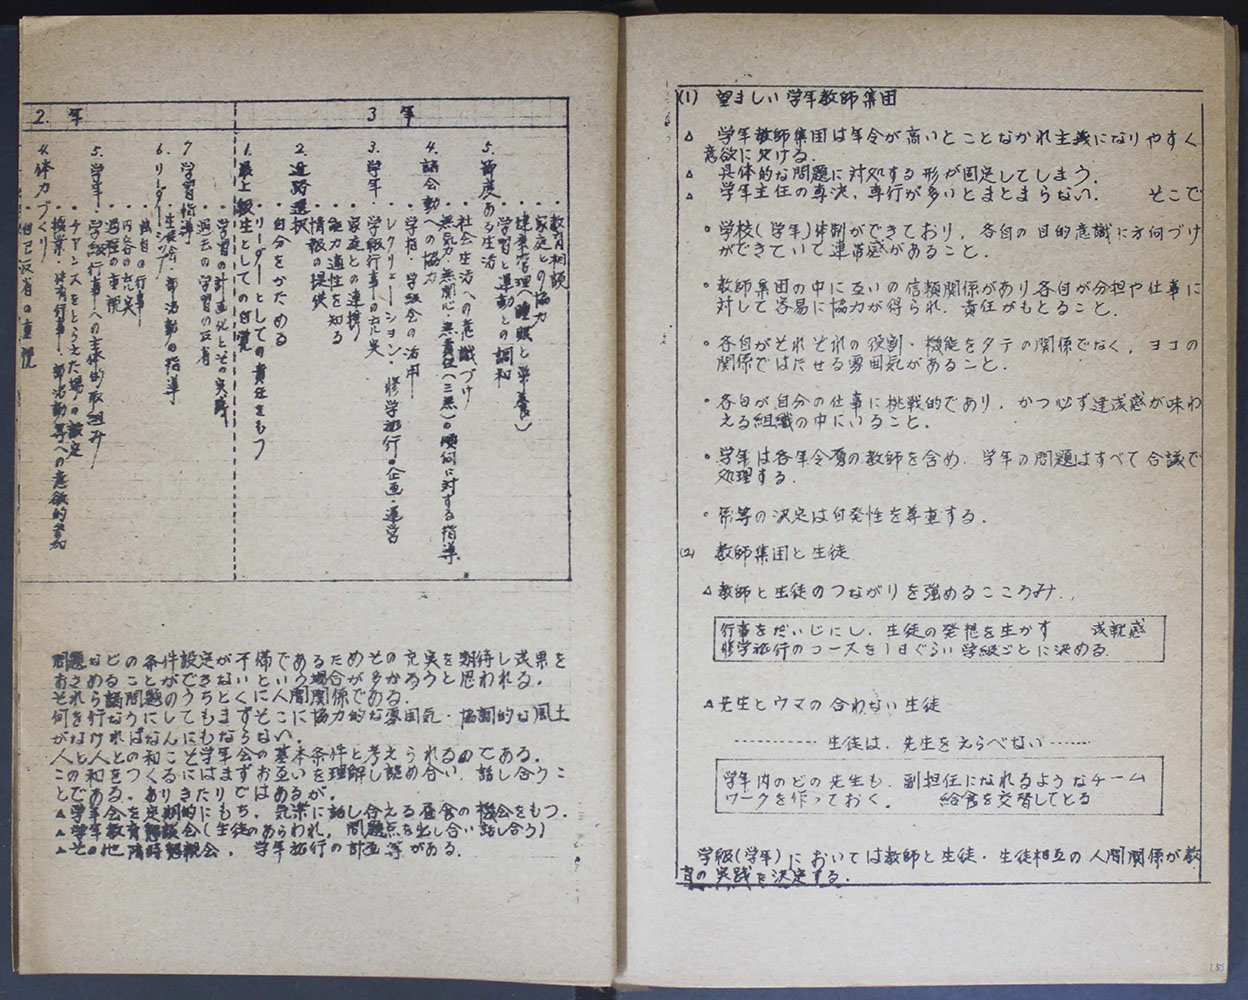 3 年
5. 節度ある生活
・社会生活への意識づけ
・無気力・無関心・無責任(三無)の傾向に対する指導
・学習と運動との調和
・健康管理(睡眠と栄養)
・家庭との協力
・教育相談
4. 諸会動への協力
・学指・学級会の活用
3. 学年・学級行事の充実
・レクリェーション・修学旅行の企画・運営
2. 進路選択
・自分をかためる
・情報の提供
・能力適性を知る
・家庭との連携
1. 最上級生としての自覚
・リーダーとしての責任をもつ
2. 年
7 学習指導
・過去の学習の反省
・学習の計画化とその実践
6. リーダーシップ
・生徒会・部活動の指導
5. 学年・学級行事への主体的取組み
・チャンスをとらえた場の設定
・過程の重視
・内容の充実
・独自の行事
4. 体力づくり
・授業・体育行事・部活動等への意欲的参加
・自己反省の重視
問題などの条件設定が不備であるためその充実を期待し成果を
おさめることができないという場合が多かろうと思われる。
それら諸問題のうちとくに人間関係である。
何を行なうにしてもまずそこに協力的な雰囲気・協調的な風土
がなければなんにもならない。
人と人との和こそ学年会の基本条件と考えられるのである。
この和をつくるにはまずお互いを理解し認め合い、話し合うこ
とである。ありきたりではあるが。
▵学年会を定期的にもち、気楽に話し合える昼食の機会をもつ。
▵学年教育懇談会(生徒のあらわれ、問題点を出し合い話し合う)
▵その他 随時懇親会、学年旅行の計画等がある。
(1) 望ましい学年教師集団
▵ 学年教師集団は年令が高いとことなかれ主義になりやすく
意欲に欠ける。
▵ 具体的な問題に対処する形が固定してしまう。
▵ 学年主任の専決、専行が多いとまとまらない。 そこで
・学校(学年)体制ができており、各自の目的意識に方向づけ
ができていて連帯感があること。
・教師集団の中に互いの信頼関係があり各自が分担や仕事に
対して容易に協力が得られ、責任がもてること。
・各自がそれぞれの役割・機能をタテの関係でなく、ヨコの
関係ではたせる雰囲気があること。
・各自が自分の仕事に挑戦的であり、かつ必ず達成感が味わ
える組織の中にいること。
・学年は各年令層の教師を含め、学年の問題はすべて合議で
処理する。
・係等の決定は自発性を尊重する。
(2) 教師集団と生徒
▵教師と生徒のつながりを強めるこころみ..
行事をだいじにし、生徒の発想を生かす 成就感
修学旅行のコースを1日ぐらい学級ごとに決める。
▵先生とウマの合わない生徒
………… 生徒は、先生をえらべない ……
学年内のどの先生も、副担任になれるようなチーム
ワークを作っておく。 給食を交替してとる
学級(学年)においては教師と生徒・生徒相互の人間関係が教
育の実践を決定する。